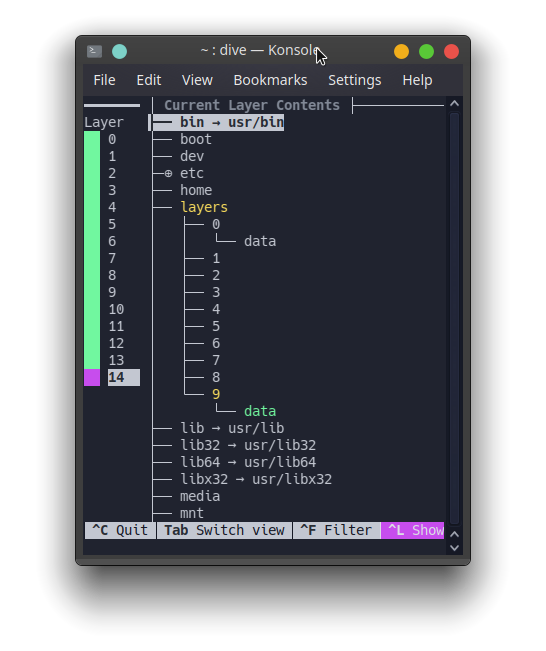 ~ : dive — Konsole
File Edit View Bookmarks Settings Help
Current Layer Contents
Layer bin → usr/bin
0 boot
1 dev
2 ⊕ etc
3 home
4 layers
5 0
6 data
7 1
8 2
9 3
10 4
11 5
12 6
13 7
14 8
9
data
lib → usr/lib
lib32 → usr/lib32
lib64 → usr/lib64
libx32 → usr/libx32
media
mnt
^C Quit Tab Switch view ^F Filter ^L Show